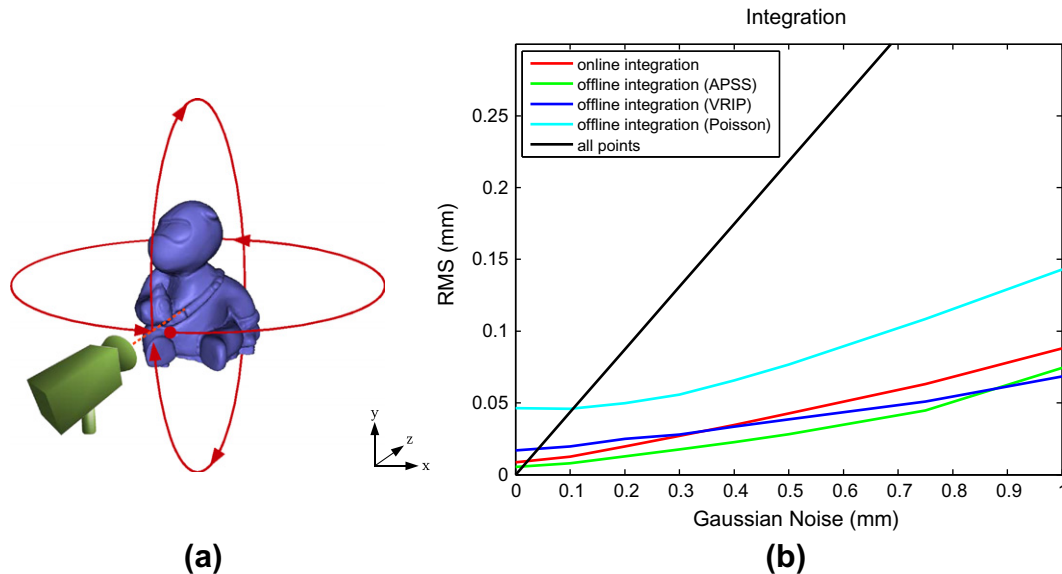 Integration
online integration
offline integration (APSS)
offline integration (VRIP)
offline integration (Poisson)
all points
0.25
0.2
0.15
0.1
0.05
0
RMS (mm)
0 0.1 0.2 0.3 0.4 0.5 0.6 0.7 0.8 0.9 1
Gaussian Noise (mm)
y
z
x
(a)
(b)